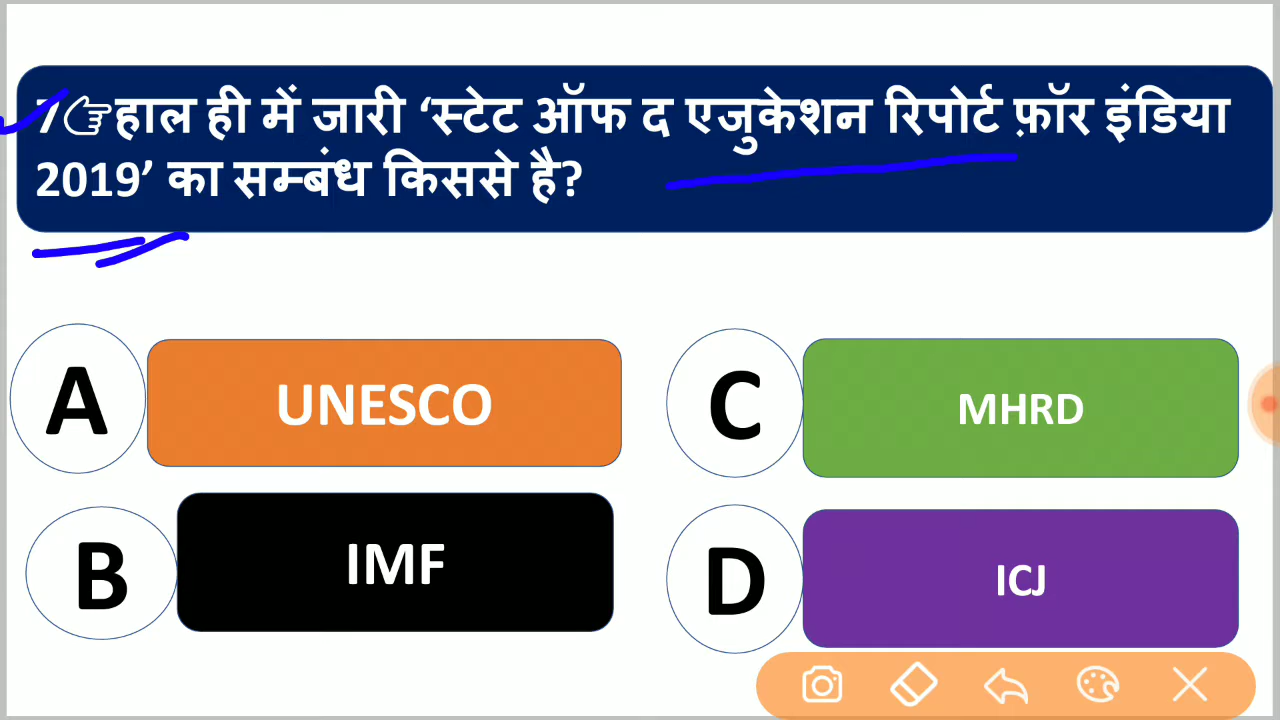 7👉हाल ही में जारी ‘स्टेट ऑफ द एजुकेशन रिपोर्ट फ़ॉर इंडिया
2019’ का सम्बंध किससे है?
A UNESCO
C MHRD
B IMF
D ICJ